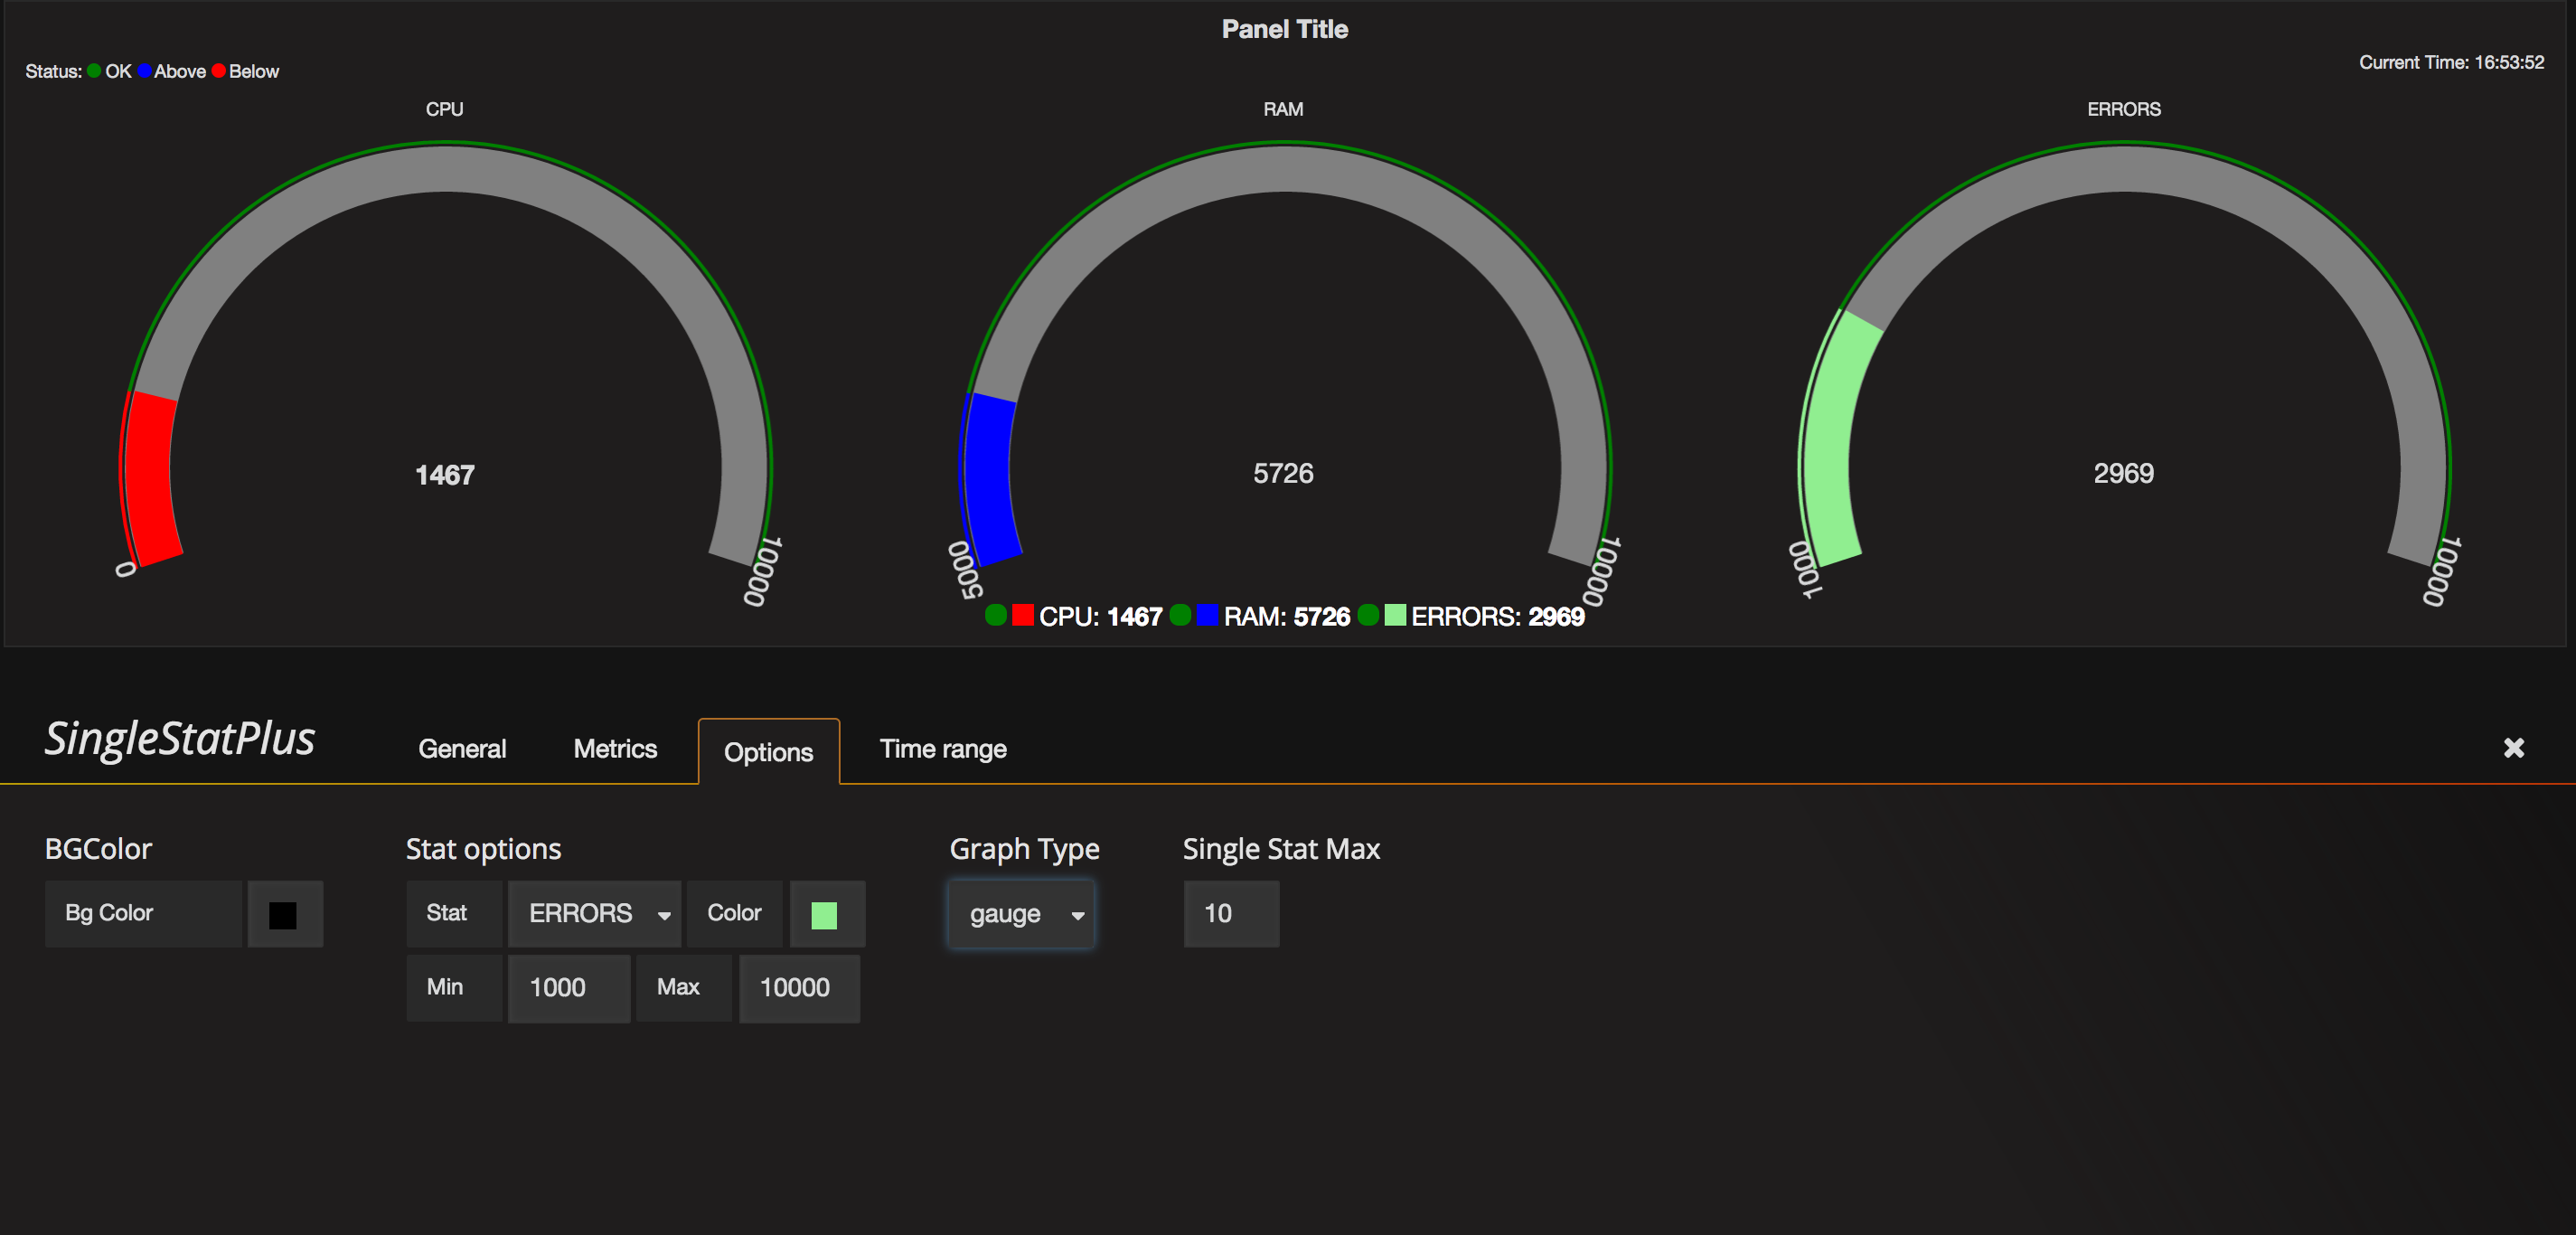 Panel Title
Status: OK Above Below
Current Time: 16:53:52
CPU
RAM
ERRORS
1467
5726
2969
0
10000
5000
10000
1000
10000
CPU: 1467 RAM: 5726 ERRORS: 2969
SingleStatPlus
General Metrics Options Time range
BGColor
Stat options
Graph Type
Single Stat Max
Bg Color
Stat ERRORS Color
gauge
10
Min 1000 Max 10000